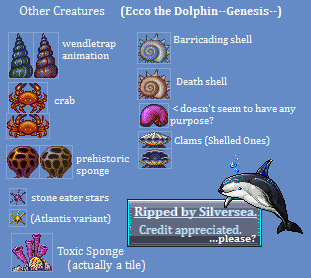 Other Creatures (Ecco the Dolphin--Genesis--)
wendletrap
animation
crab
prehistoric
sponge
stone eater stars
(Atlantis variant)
Toxic Sponge
(actually a tile)
Barricading shell
Death shell
< doesn't seem to have any
purpose?
Clams (Shelled Ones)
Ripped by Silversea.
Credit appreciated.
...please?